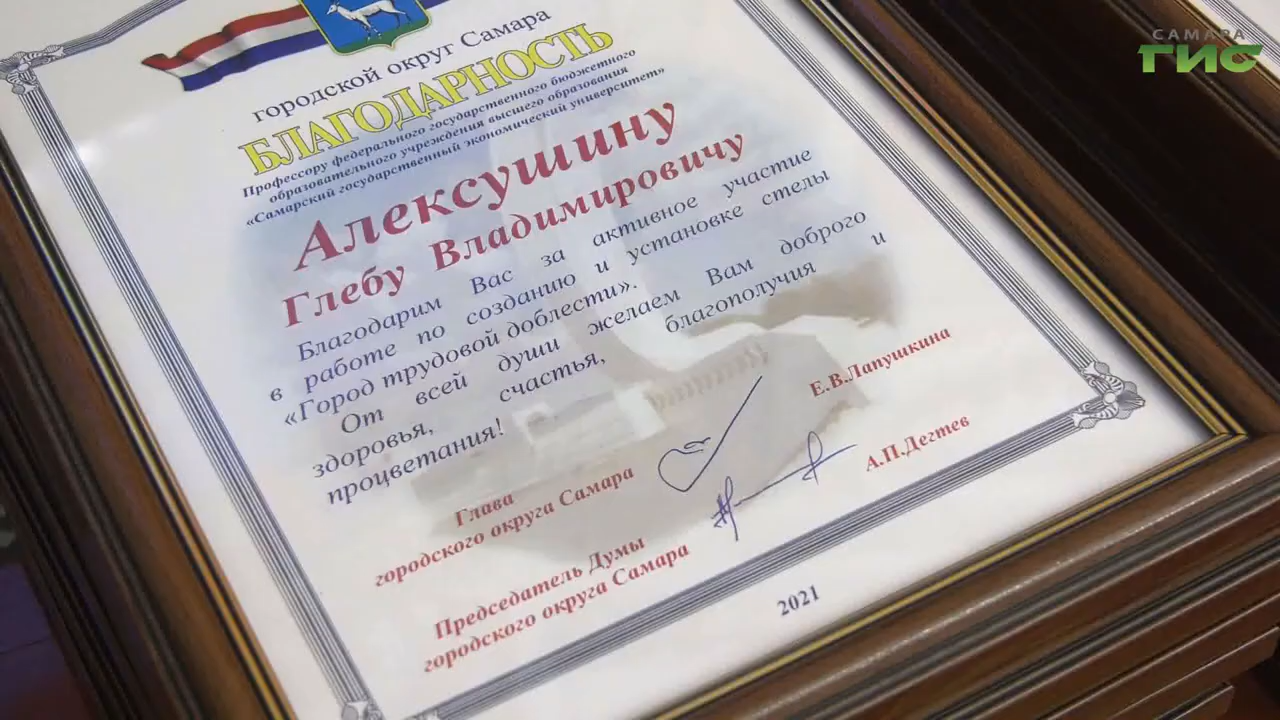 городской округ Самара
БЛАГОДАРНОСТЬ
Профессору федерального государственного бюджетного
образовательного учреждения высшего образования
«Самарский государственный экономический университет»
Алексушину
Глебу Владимировичу
Благодарим Вас за активное участие
в работе по созданию и установке стелы
«Город трудовой доблести».
От всей души желаем Вам доброго
здоровья, счастья, благополучия и
процветания!
Глава
городского округа Самара
Е.В.Лапушкина
Председатель Думы
городского округа Самара
А.П.Дегтев
2021
САМАРА
ГИС